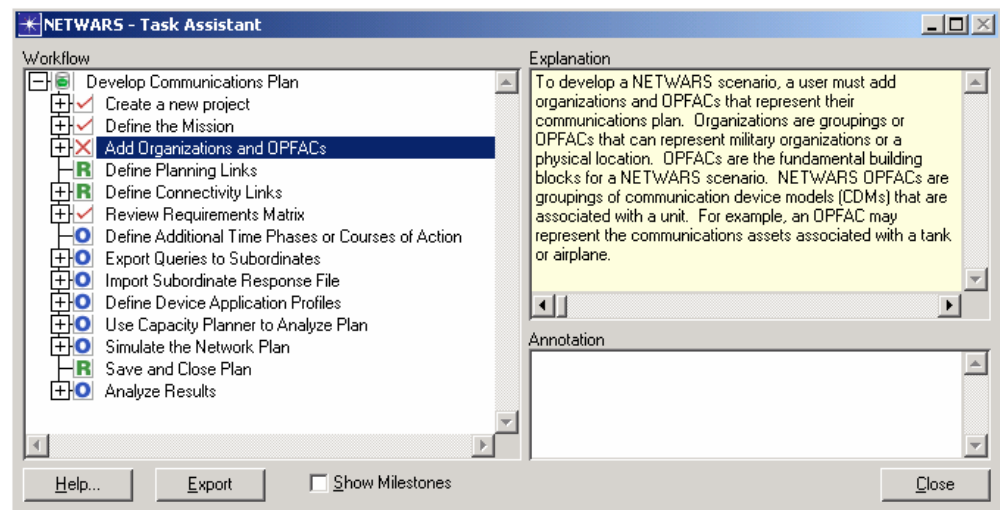 NETWARS - Task Assistant
Workflow
Develop Communications Plan
Create a new project
Define the Mission
Add Organizations and OPFACs
R Define Planning Links
R Define Connectivity Links
Review Requirements Matrix
O Define Additional Time Phases or Courses of Action
O Export Queries to Subordinates
O Import Subordinate Response File
O Define Device Application Profiles
O Use Capacity Planner to Analyze Plan
O Simulate the Network Plan
R Save and Close Plan
O Analyze Results
Explanation
To develop a NETWARS scenario, a user must add
organizations and OPFACs that represent their
communications plan. Organizations are groupings or
OPFACs that can represent military organizations or a
physical location. OPFACs are the fundamental building
blocks for a NETWARS scenario. NETWARS OPFACs are
groupings of communication device models (CDMs) that are
associated with a unit. For example, an OPFAC may
represent the communications assets associated with a tank
or airplane.
Annotation
Help...
Export
Show Milestones
Close